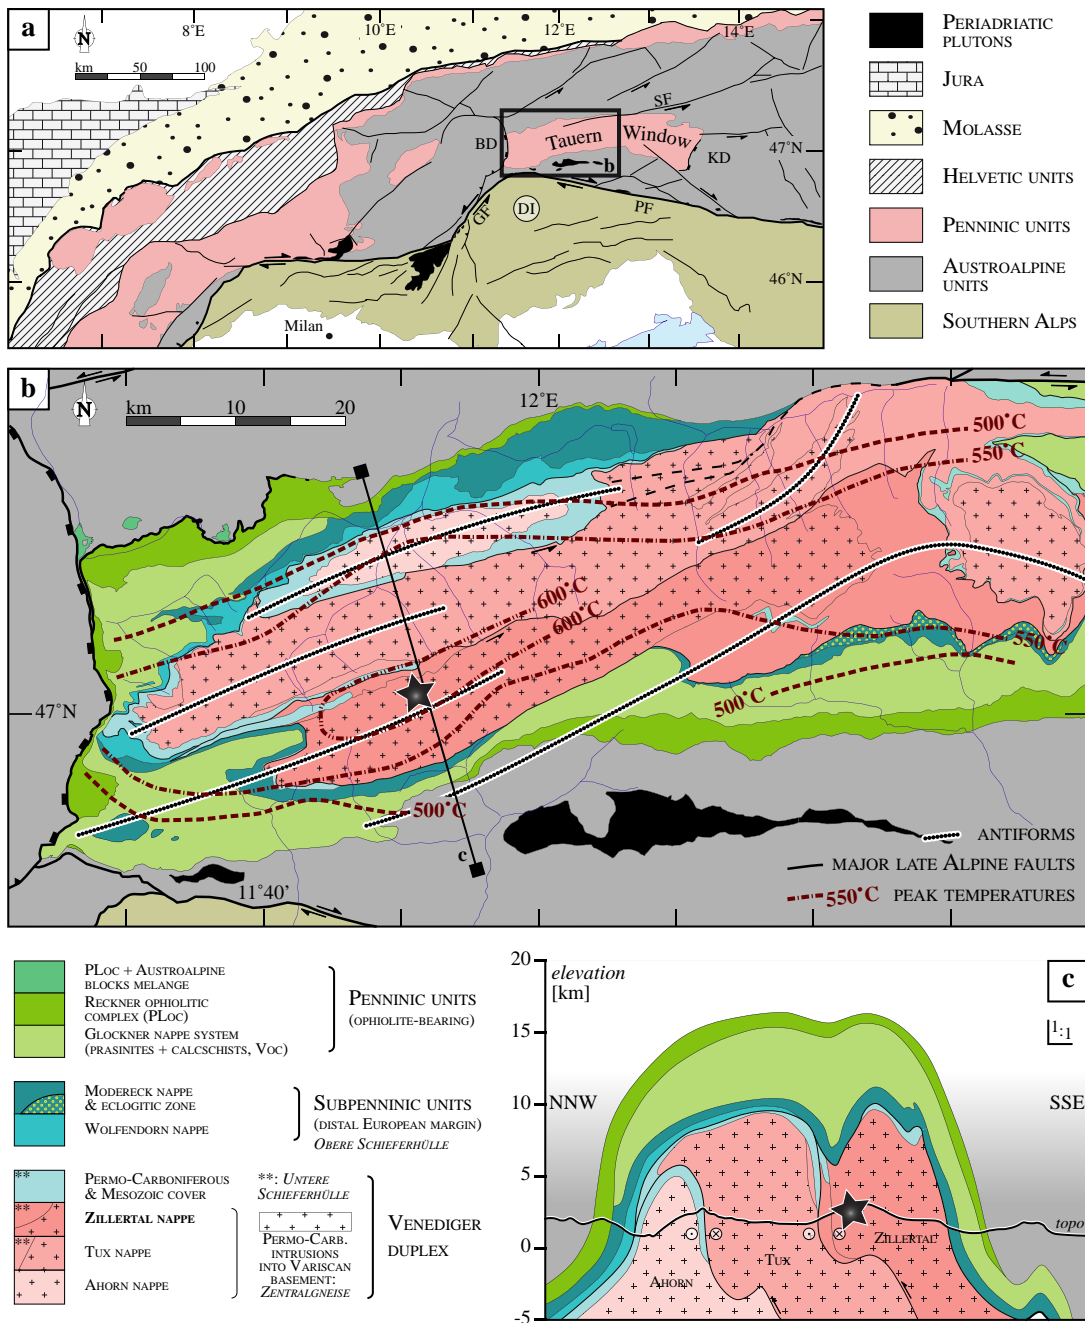 a
N
8°E
10°E
12°E
14°E
km 50 100
SF
BD
Tauern Window
KD
47°N
b
GF
DI
PF
46°N
Milan
PERIADRIATIC
PLUTONS
JURA
MOLASSE
HELVETIC UNITS
PENNINIC UNITS
AUSTROALPINE
UNITS
SOUTHERN ALPS
b
N
km 10 20
12°E
500°C
550°C
600°C
600°C
550°C
500°C
47°N
500°C
c
11°40'
ANTIFORMS
MAJOR LATE ALPINE FAULTS
550°C PEAK TEMPERATURES
PLOC + AUSTROALPINE
BLOCKS MELANGE
RECKNER OPHIOLITIC
COMPLEX (PLOC)
GLOCKNER NAPPE SYSTEM
(PRASINITES + CALCSCHISTS, VOC)
PENNINIC UNITS
(OPHIOLITE-BEARING)
MODERECK NAPPE
& ECLOGITIC ZONE
WOLFENDORN NAPPE
SUBPENNINIC UNITS
(DISTAL EUROPEAN MARGIN)
OBERE SCHIEFERHÜLLE
** PERMO-CARBONIFEROUS
& MESOZOIC COVER
** ZILLERTAL NAPPE
** TUX NAPPE
AHORN NAPPE
**: UNTERE
SCHIEFERHÜLLE
PERMO-CARB.
INTRUSIONS
INTO VARISCAN
BASEMENT:
ZENTRALGNEISE
VENEDIGER
DUPLEX
20
elevation
[km]
c
15
1:1
10
NNW
SSE
5
topo
0
ZILLERTAL
TUX
AHORN
-5